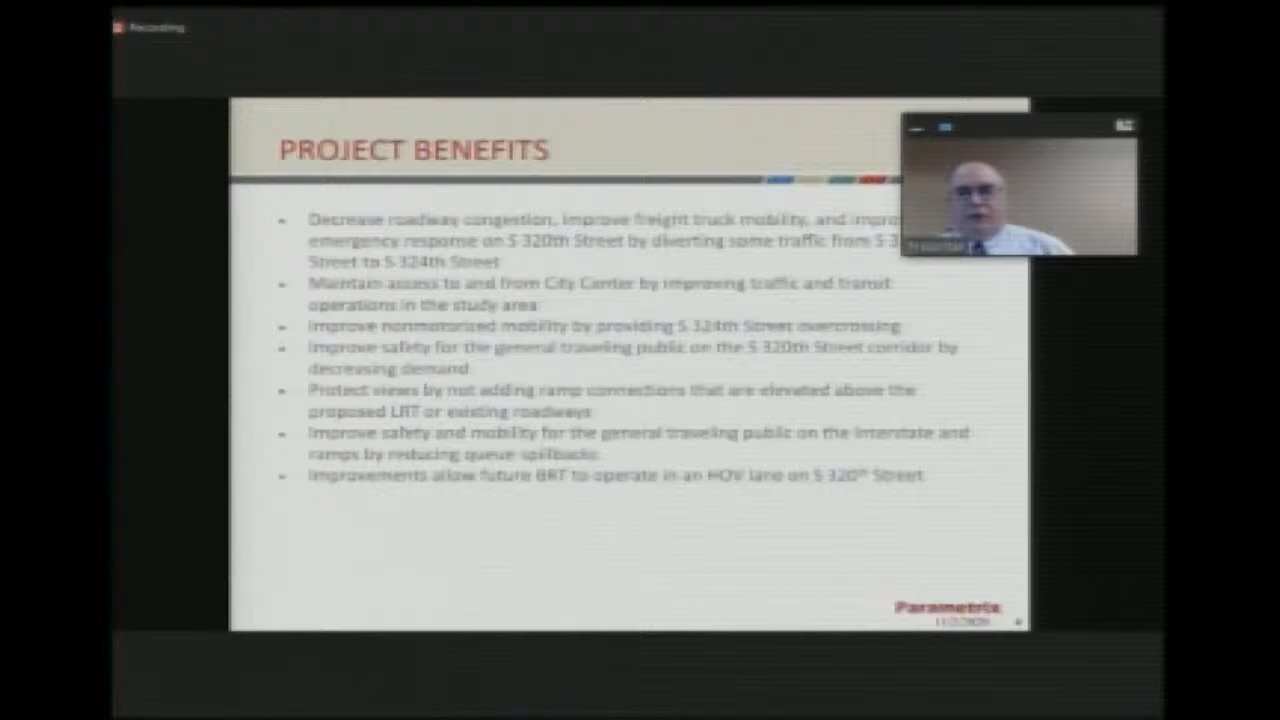 Recording
PROJECT BENEFITS
• Decrease roadway congestion, improve freight truck mobility, and impro
emergency response on S 320th Street by diverting some traffic from S 3
Street to S 324th Street
• Maintain access to and from City Center by improving traffic and transit
operations in the study area
• Improve nonmotorized mobility by providing S 324th Street overcrossing
• Improve safety for the general traveling public on the S 320th Street corridor by
decreasing demand
• Protect views by not adding ramp connections that are elevated above the
proposed LRT or existing roadways
• Improve safety and mobility for the general traveling public on the Interstate and
ramps by reducing queue spillbacks
• Improvements allow future BRT to operate in an HOV lane on S 320th Street
Parametrix